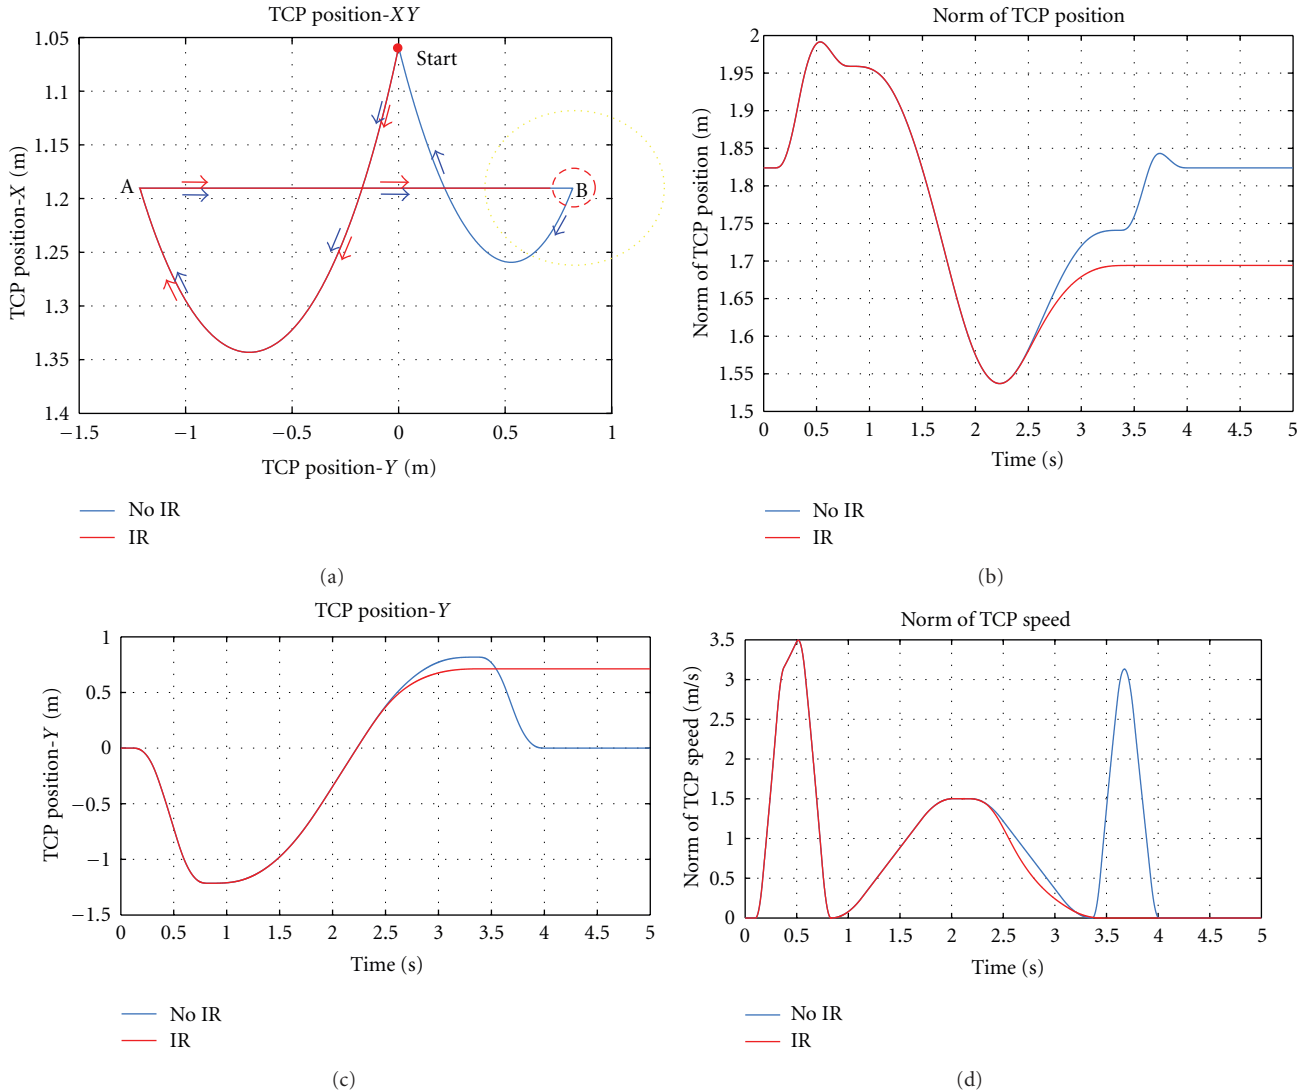 TCP position-XY
1.05
1.1
1.15
1.2
1.25
1.3
1.35
1.4
TCP position-X (m)
Start
A
B
−1.5
−1
−0.5
0
0.5
1
TCP position-Y (m)
No IR
IR
(a)
Norm of TCP position
2
1.95
1.9
1.85
1.8
1.75
1.7
1.65
1.6
1.55
1.5
Norm of TCP position (m)
0
0.5
1
1.5
2
2.5
3
3.5
4
4.5
5
Time (s)
No IR
IR
(b)
TCP position-Y
1
0.5
0
−0.5
−1
−1.5
TCP position-Y (m)
0
0.5
1
1.5
2
2.5
3
3.5
4
4.5
5
Time (s)
No IR
IR
(c)
Norm of TCP speed
3.5
3
2.5
2
1.5
1
0.5
0
Norm of TCP speed (m/s)
0
0.5
1
1.5
2
2.5
3
3.5
4
4.5
5
Time (s)
No IR
IR
(d)